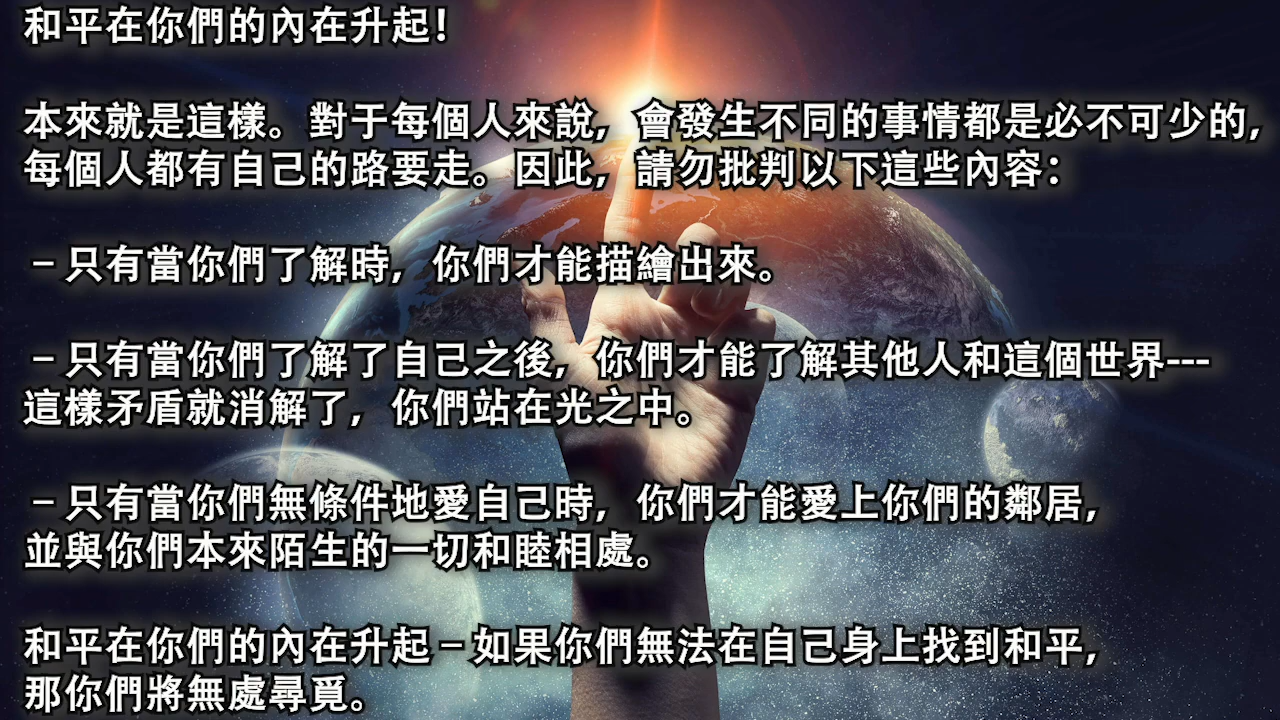 和平在你們的內在升起！
本來就是這樣。對于每個人來說，會發生不同的事情都是必不可少的，
每個人都有自己的路要走。因此，請勿批判以下這些內容：
－只有當你們了解時，你們才能描繪出來。
－只有當你們了解了自己之後，你們才能了解其他人和這個世界---
這樣矛盾就消解了，你們站在光之中。
－只有當你們無條件地愛自己時，你們才能愛上你們的鄰居，
並與你們本來陌生的一切和睦相處。
和平在你們的內在升起－如果你們無法在自己身上找到和平，
那你們將無處尋覓。